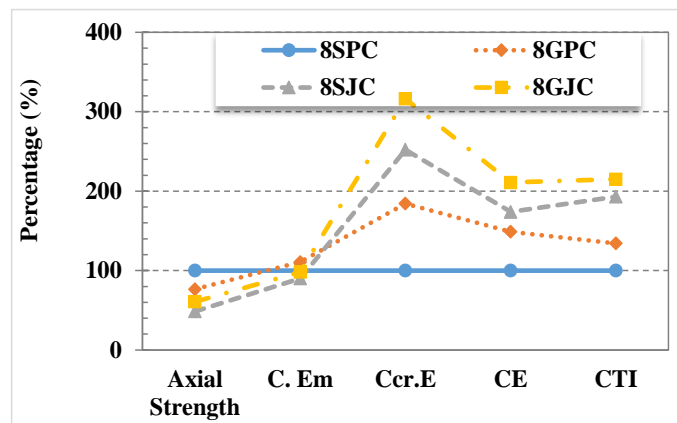 400
8SPC 8GPC
8SJC 8GJC
300
200
100
0
Percentage (%)
Axial Strength C. Em Ccr.E CE CTI